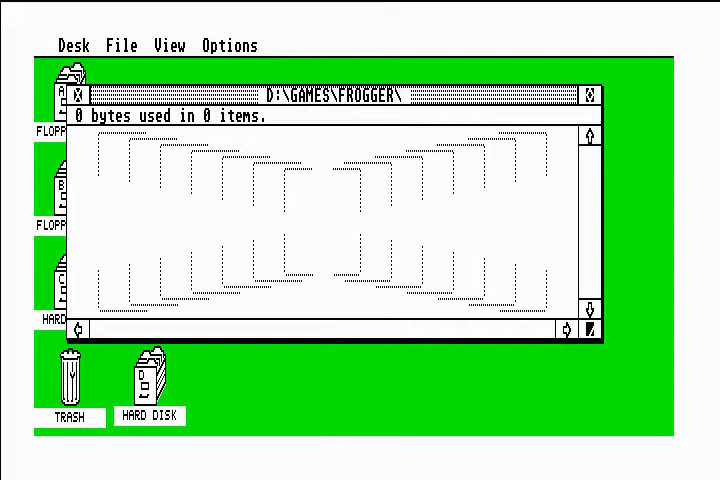 Desk File View Options
D:\GAMES\FROGGER\
0 bytes used in 0 items.
A
FLOPP
B
FLOPP
C
HARD
D
TRASH
HARD DISK